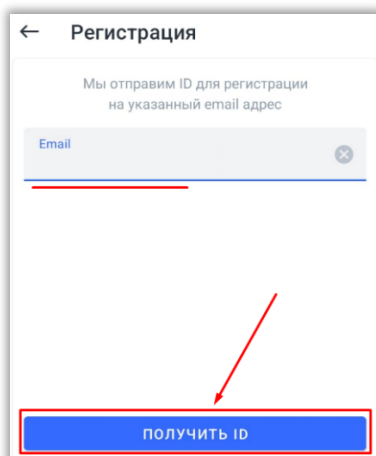 Регистрация
Мы отправим ID для регистрации
на указанный email адрес
Email
ПОЛУЧИТЬ ID